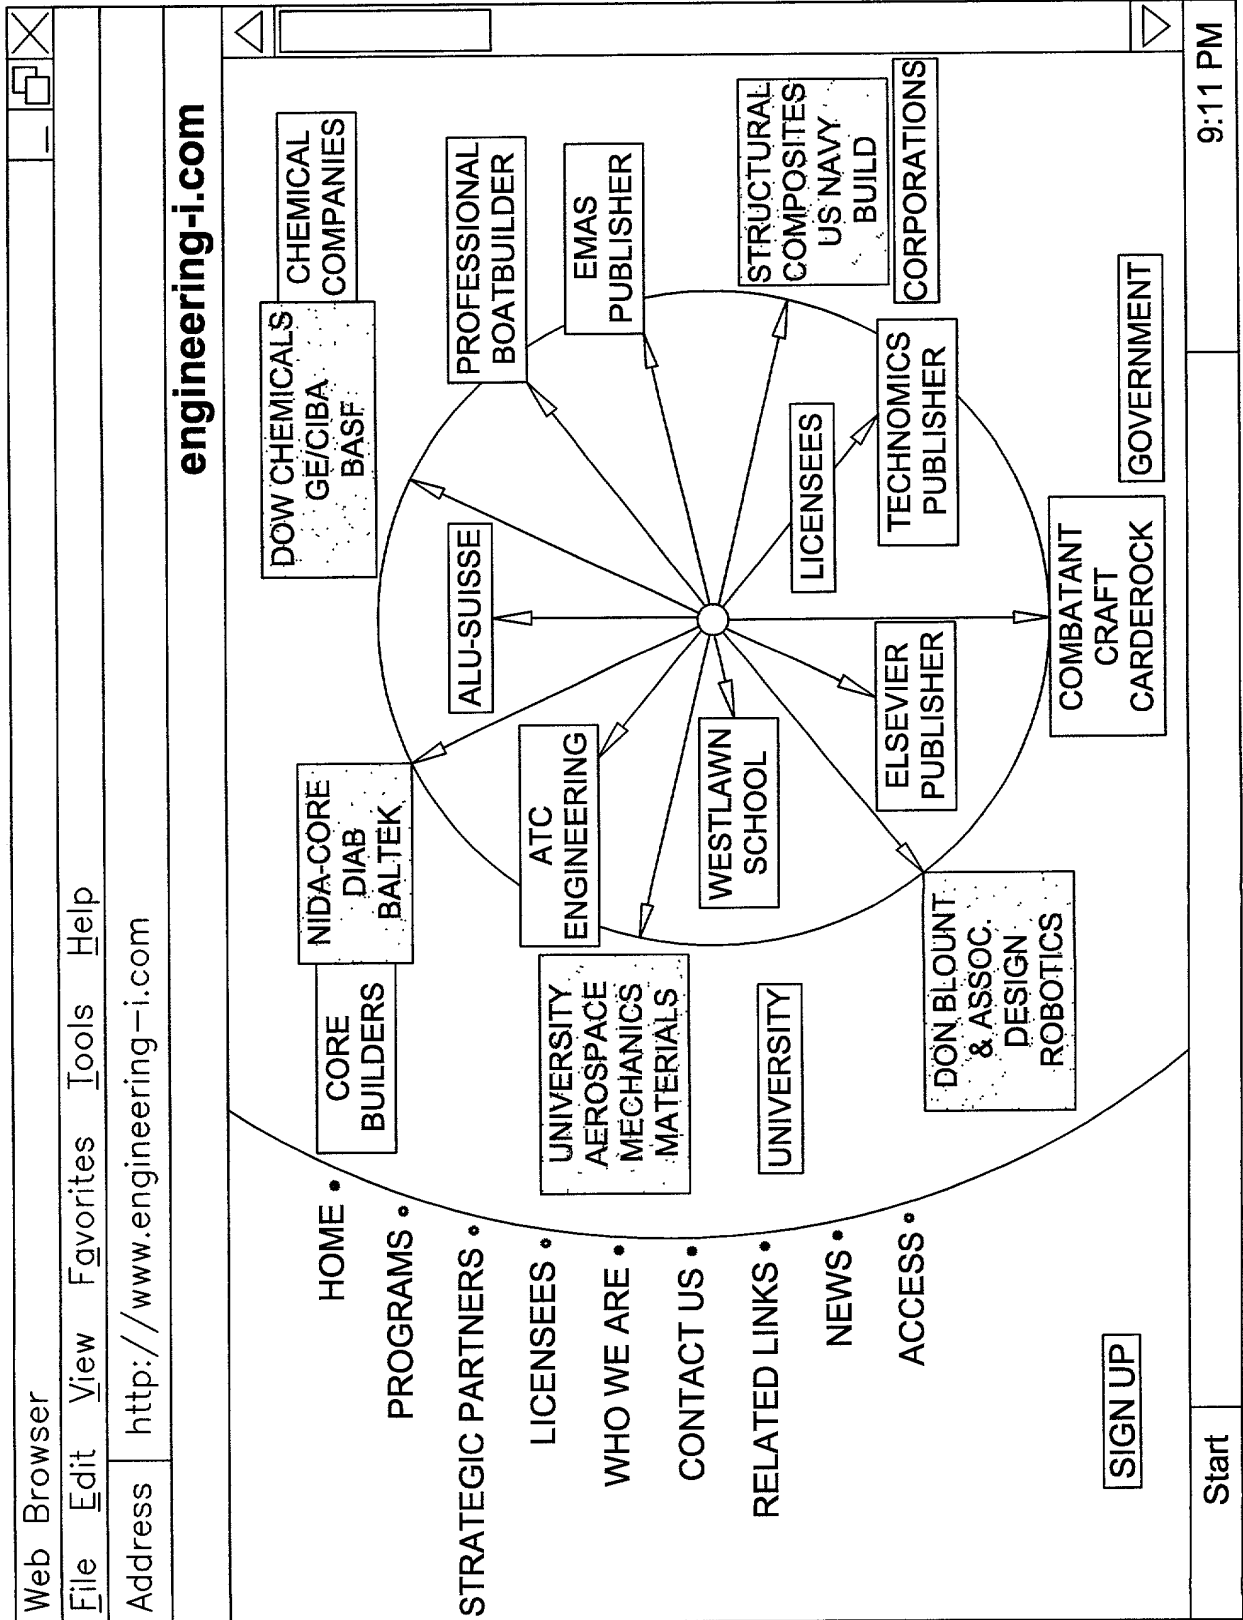 Web Browser
File Edit View Favorites Tools Help
Address http://www.engineering-i.com
engineering-i.com
HOME
PROGRAMS
STRATEGIC PARTNERS
LICENSEES
WHO WE ARE
CONTACT US
RELATED LINKS
NEWS
ACCESS
SIGN UP
CORE
BUILDERS
NIDA-CORE
DIAB
BALTEK
DOW CHEMICALS
GE/CIBA
BASF
CHEMICAL
COMPANIES
ALU-SUISSE
PROFESSIONAL
BOATBUILDER
ATC
ENGINEERING
EMAS
PUBLISHER
UNIVERSITY
AEROSPACE
MECHANICS
MATERIALS
UNIVERSITY
WESTLAWN
SCHOOL
LICENSEES
STRUCTURAL
COMPOSITES
US NAVY
BUILD
CORPORATIONS
ELSEVIER
PUBLISHER
TECHNOMICS
PUBLISHER
DON BLOUNT
& ASSOC.
DESIGN
ROBOTICS
COMBATANT
CRAFT
CARDEROCK
GOVERNMENT
Start
9:11 PM